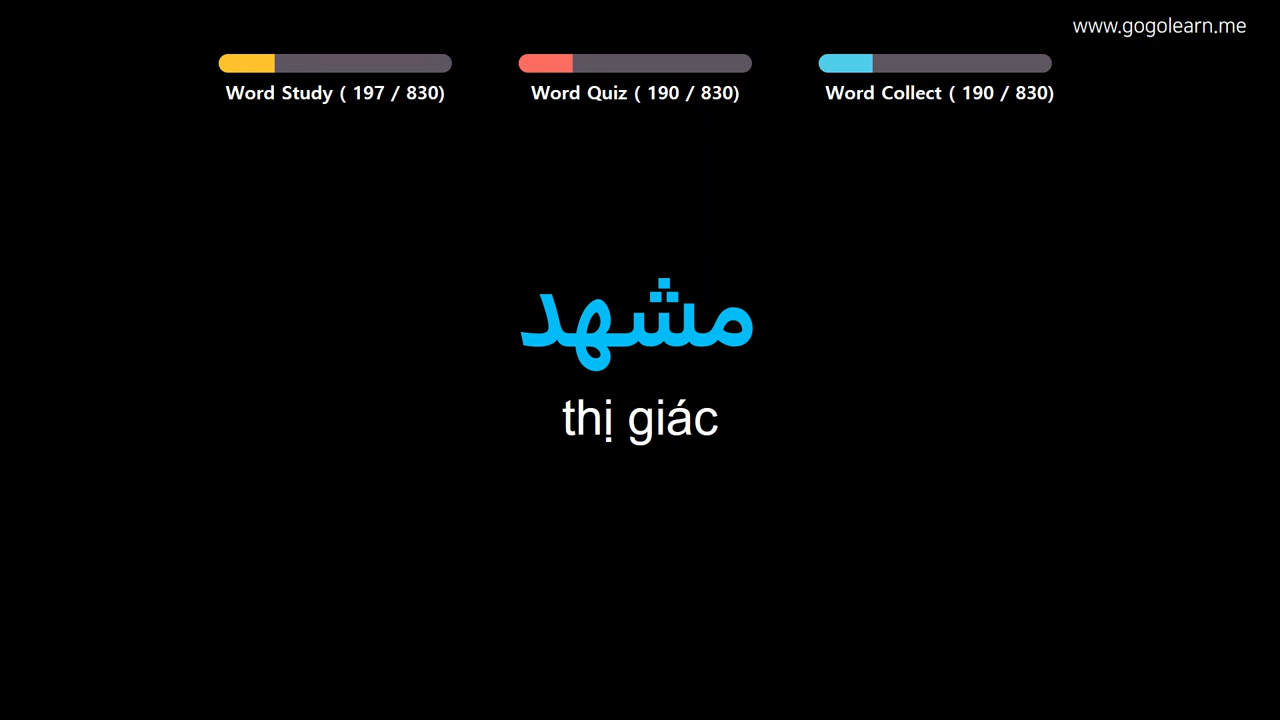 www.gogolearn.me
Word Study ( 197 / 830)
Word Quiz ( 190 / 830)
Word Collect ( 190 / 830)
مشهد
thị giác